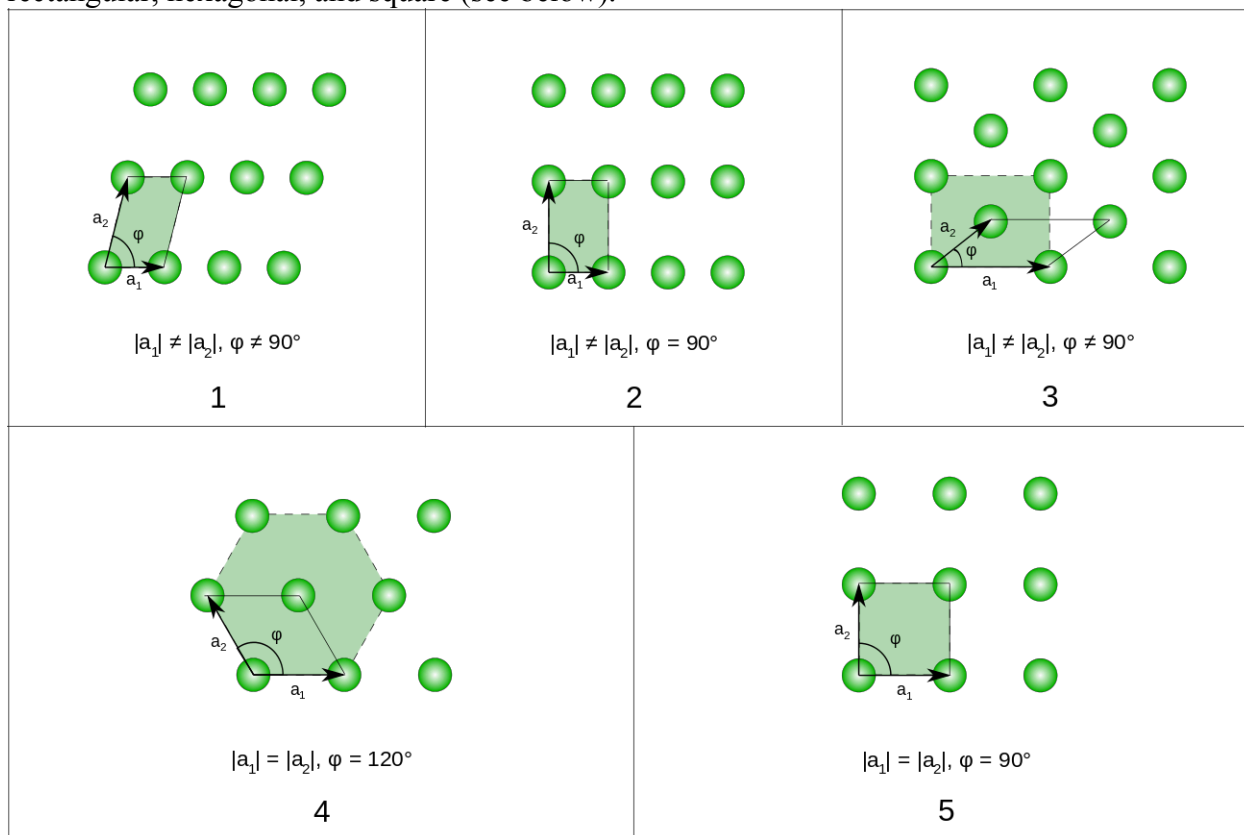 rectangular, hexagonal, and square (see below):
a₂ φ a₁
|a₁| ≠ |a₂|, φ ≠ 90°
1
a₂ φ a₁
|a₁| ≠ |a₂|, φ = 90°
2
a₂ φ a₁
|a₁| ≠ |a₂|, φ ≠ 90°
3
a₂ φ a₁
|a₁| = |a₂|, φ = 120°
4
a₂ φ a₁
|a₁| = |a₂|, φ = 90°
5